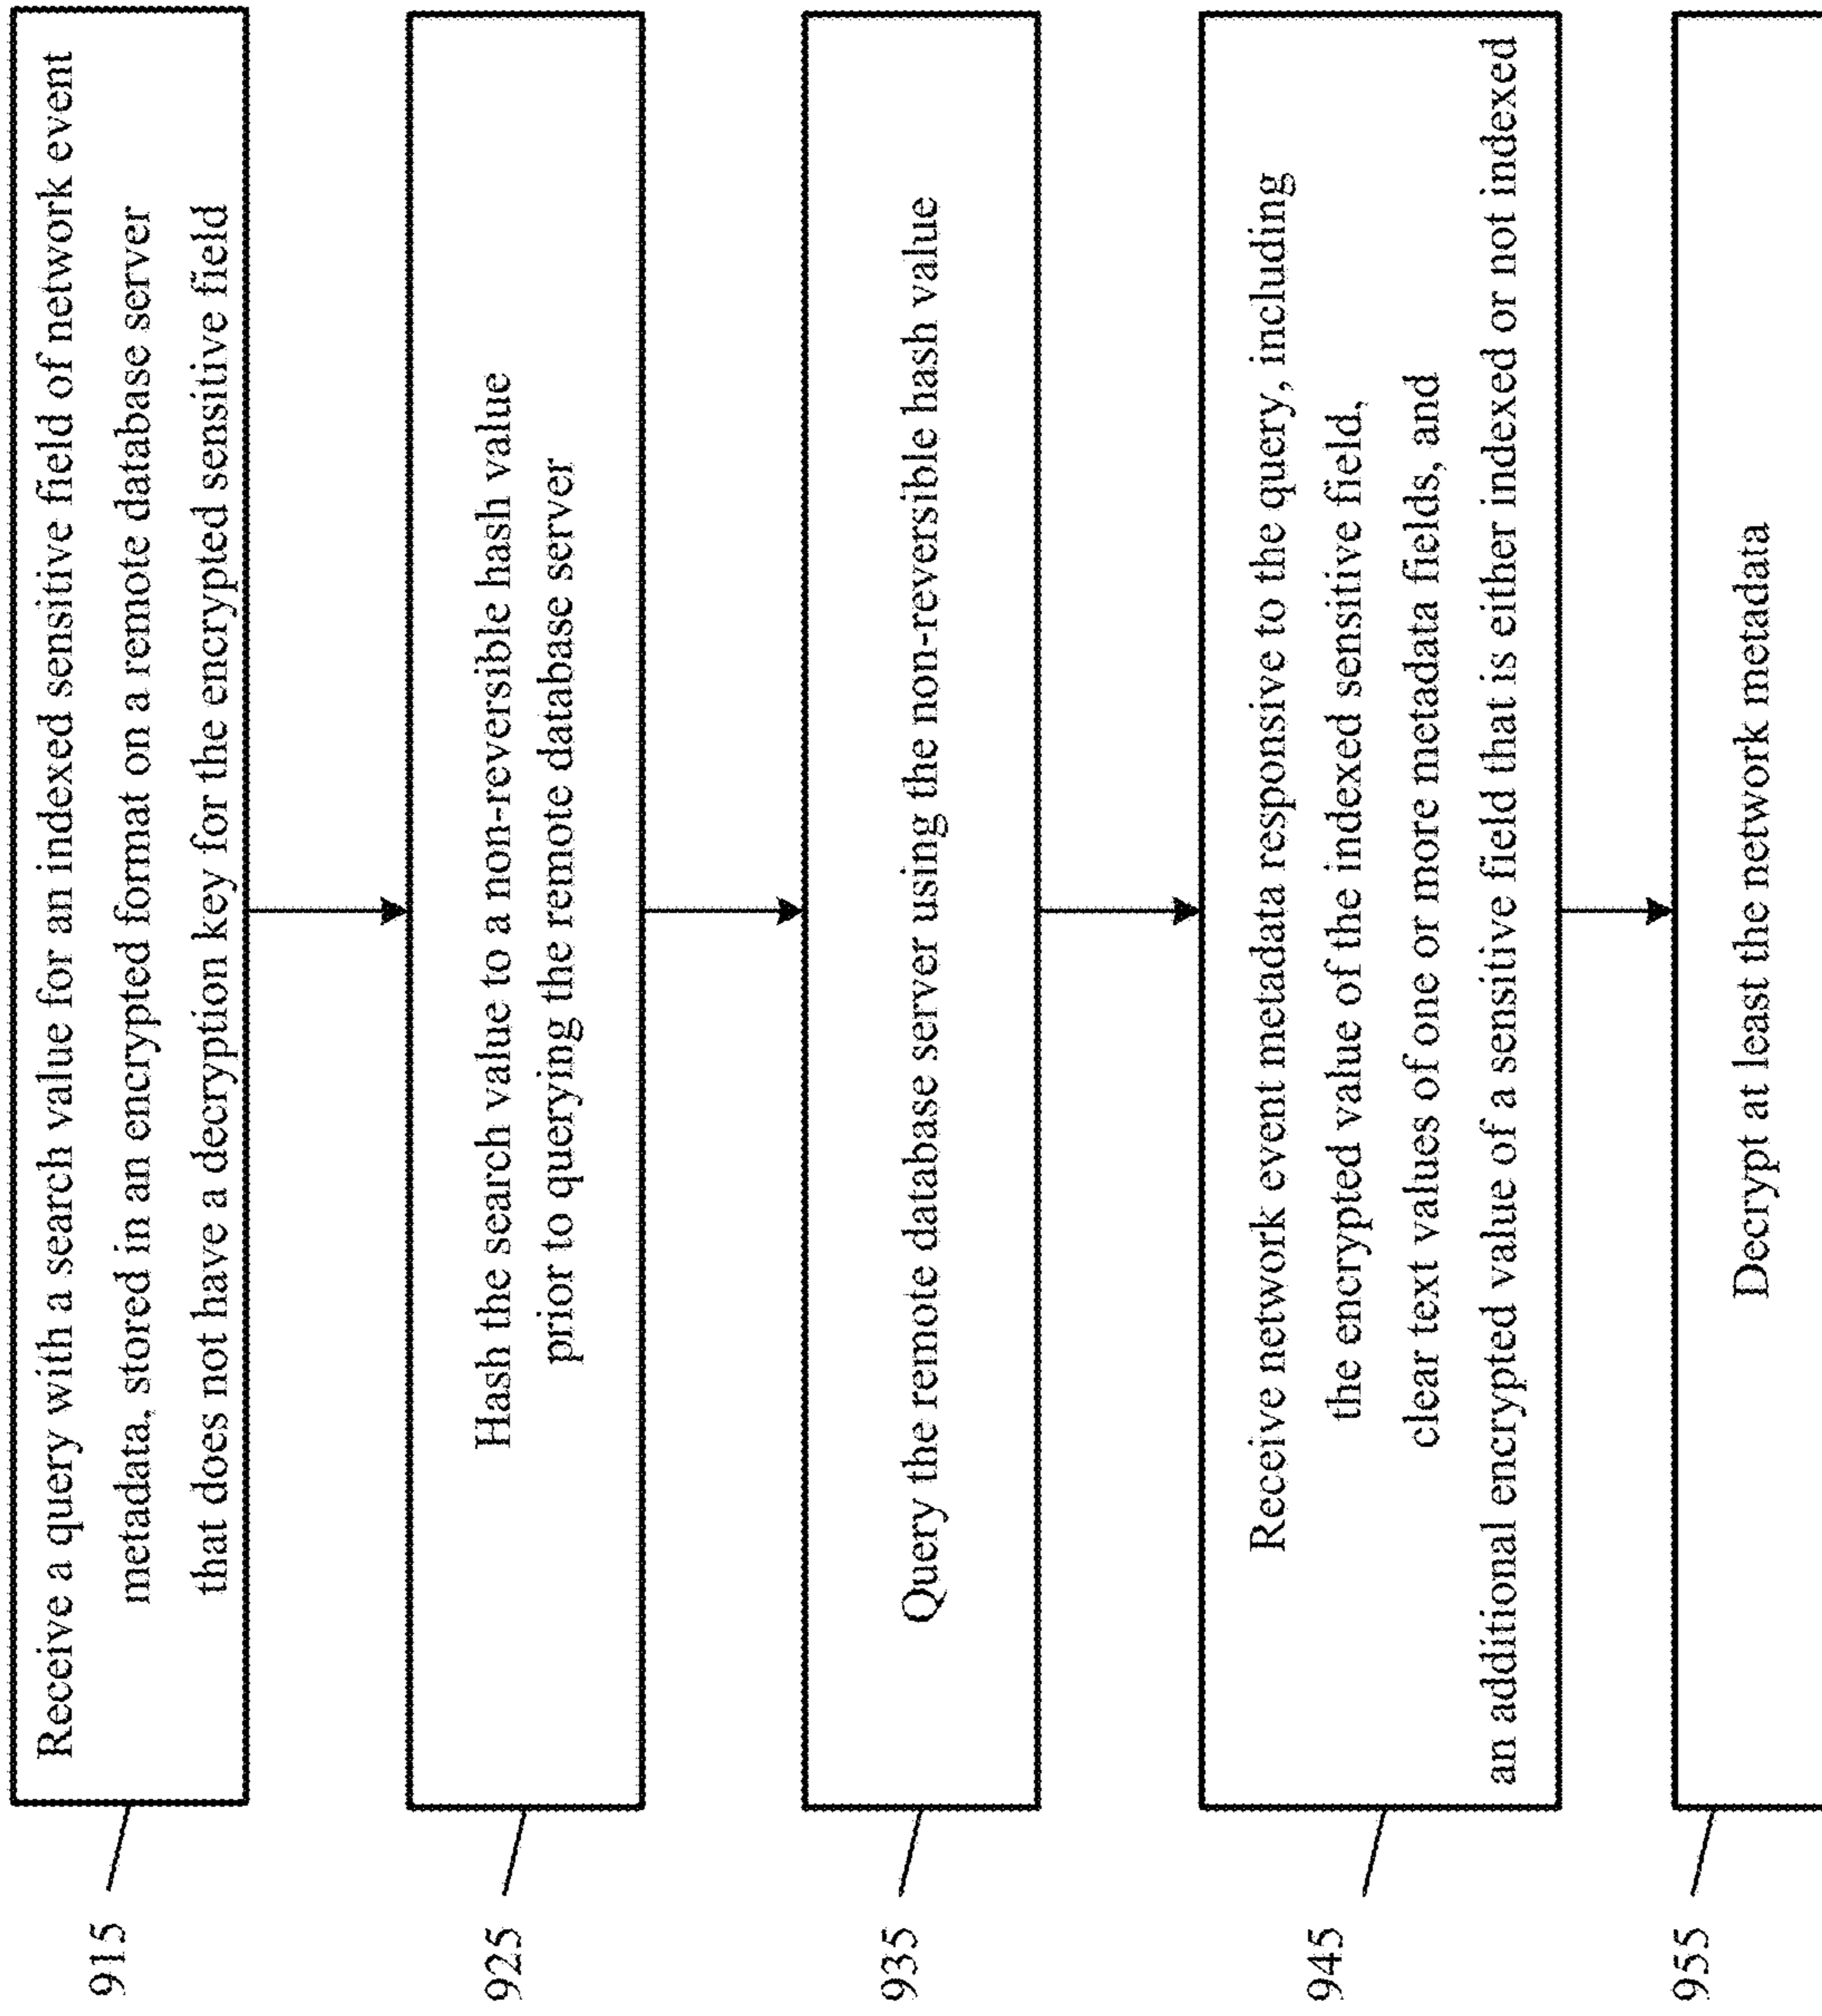 915
Receive a query with a search value for an indexed sensitive field of network event
metadata, stored in an encrypted format on a remote database server
that does not have a decryption key for the encrypted sensitive field
925
Hash the search value to a non-reversible hash value
prior to querying the remote database server
935
Query the remote database server using the non-reversible hash value
945
Receive network event metadata responsive to the query, including
the encrypted value of the indexed sensitive field,
clear text values of one or more metadata fields, and
an additional encrypted value of a sensitive field that is either indexed or not indexed
955
Decrypt at least the network metadata